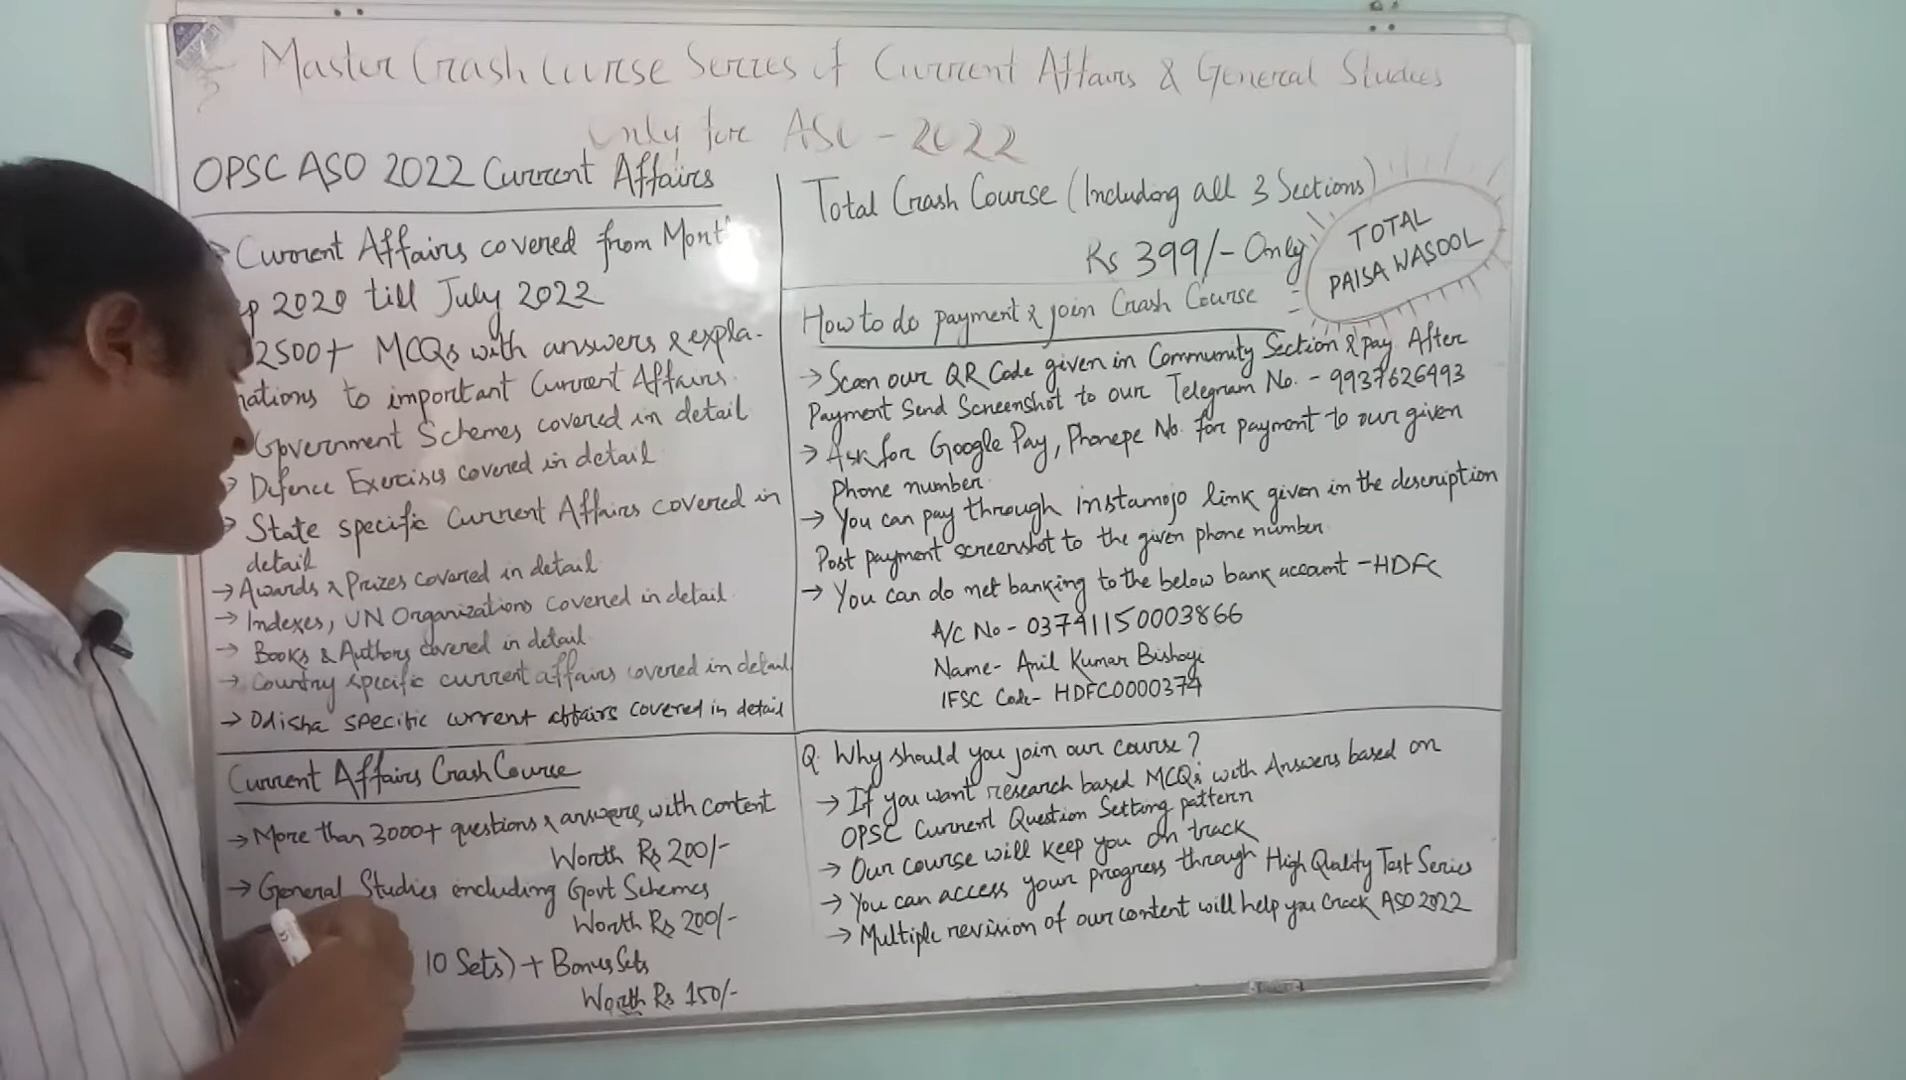 Master Crash Course Series of Current Affairs & General Studies
Only for ASO - 2022
OPSC ASO 2022 Current Affairs
Current Affairs covered from
2020 till July 2022
2500+ MCQs with answers & expla-
nations to important Current Affairs
Government Schemes covered in detail
Defence Exercises covered in detail
State specific Current Affairs covered in
detail
→ Awards & Prizes covered in detail
→ Indexes, UN Organizations covered in detail
→ Books & Authors covered in detail
→ Country specific current affairs covered in detail
→ Odisha specific current affairs covered in detail
Current Affairs Crash Course
→ More than 3000+ questions & answers with content
Worth Rs 200/-
→ General Studies including Govt Schemes
Worth Rs 200/-
10 Sets) + Bonus Sets
Worth Rs 150/-
Total Crash Course (Including all 3 Sections)
Rs 399/- Only
TOTAL
PAISA WASOOL
How to do payment & join Crash Course
→ Scan our QR Code given in Community Section & pay. After
Payment Send Screenshot to our Telegram No. - 9937626493
→ Ask for Google Pay, Phonepe No. for payment to our given
Phone number
→ You can pay through instamojo link given in the description
Post payment screenshot to the given phone number
→ You can do net banking to the below bank account - HDFC
A/C No - 03741150003866
Name - Anil Kumar Bishoyi
IFSC Code - HDFC0000374
Q. Why should you join our course?
→ If you want research based MCQs with Answers based on
OPSC Current Question Setting pattern
→ Our course will keep you on track
→ You can access your progress through High Quality Test Series
→ Multiple revision of our content will help you Crack ASO 2022